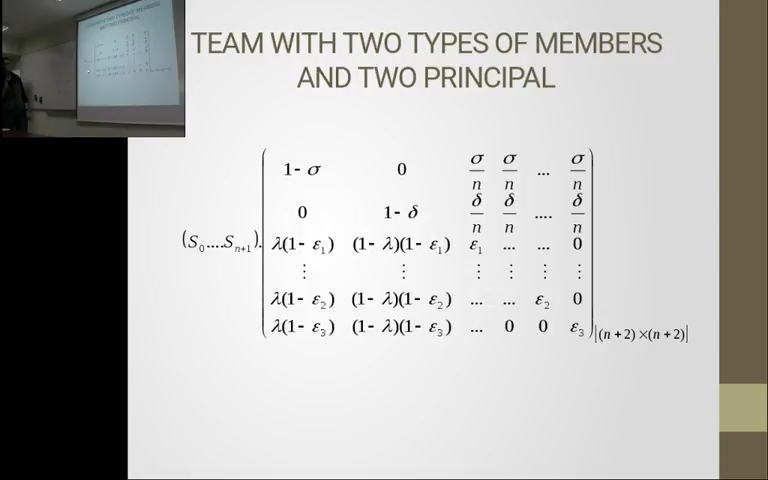 TEAM WITH TWO TYPES OF MEMBERS
AND TWO PRINCIPAL
1- σ 0 σ/n σ/n ... σ/n
0 1- δ δ/n δ/n .... δ/n
(S₀....Sₙ₊₁). λ(1- ε₁) (1- λ)(1- ε₁) ε₁ ... ... 0
⋮ ⋮ ⋮ ⋮ ⋮ ⋮
λ(1- ε₂) (1- λ)(1- ε₂) ... ... ε₂ 0
λ(1- ε₃) (1- λ)(1- ε₃) ... 0 0 ε₃
|(n+2)×(n+2)|